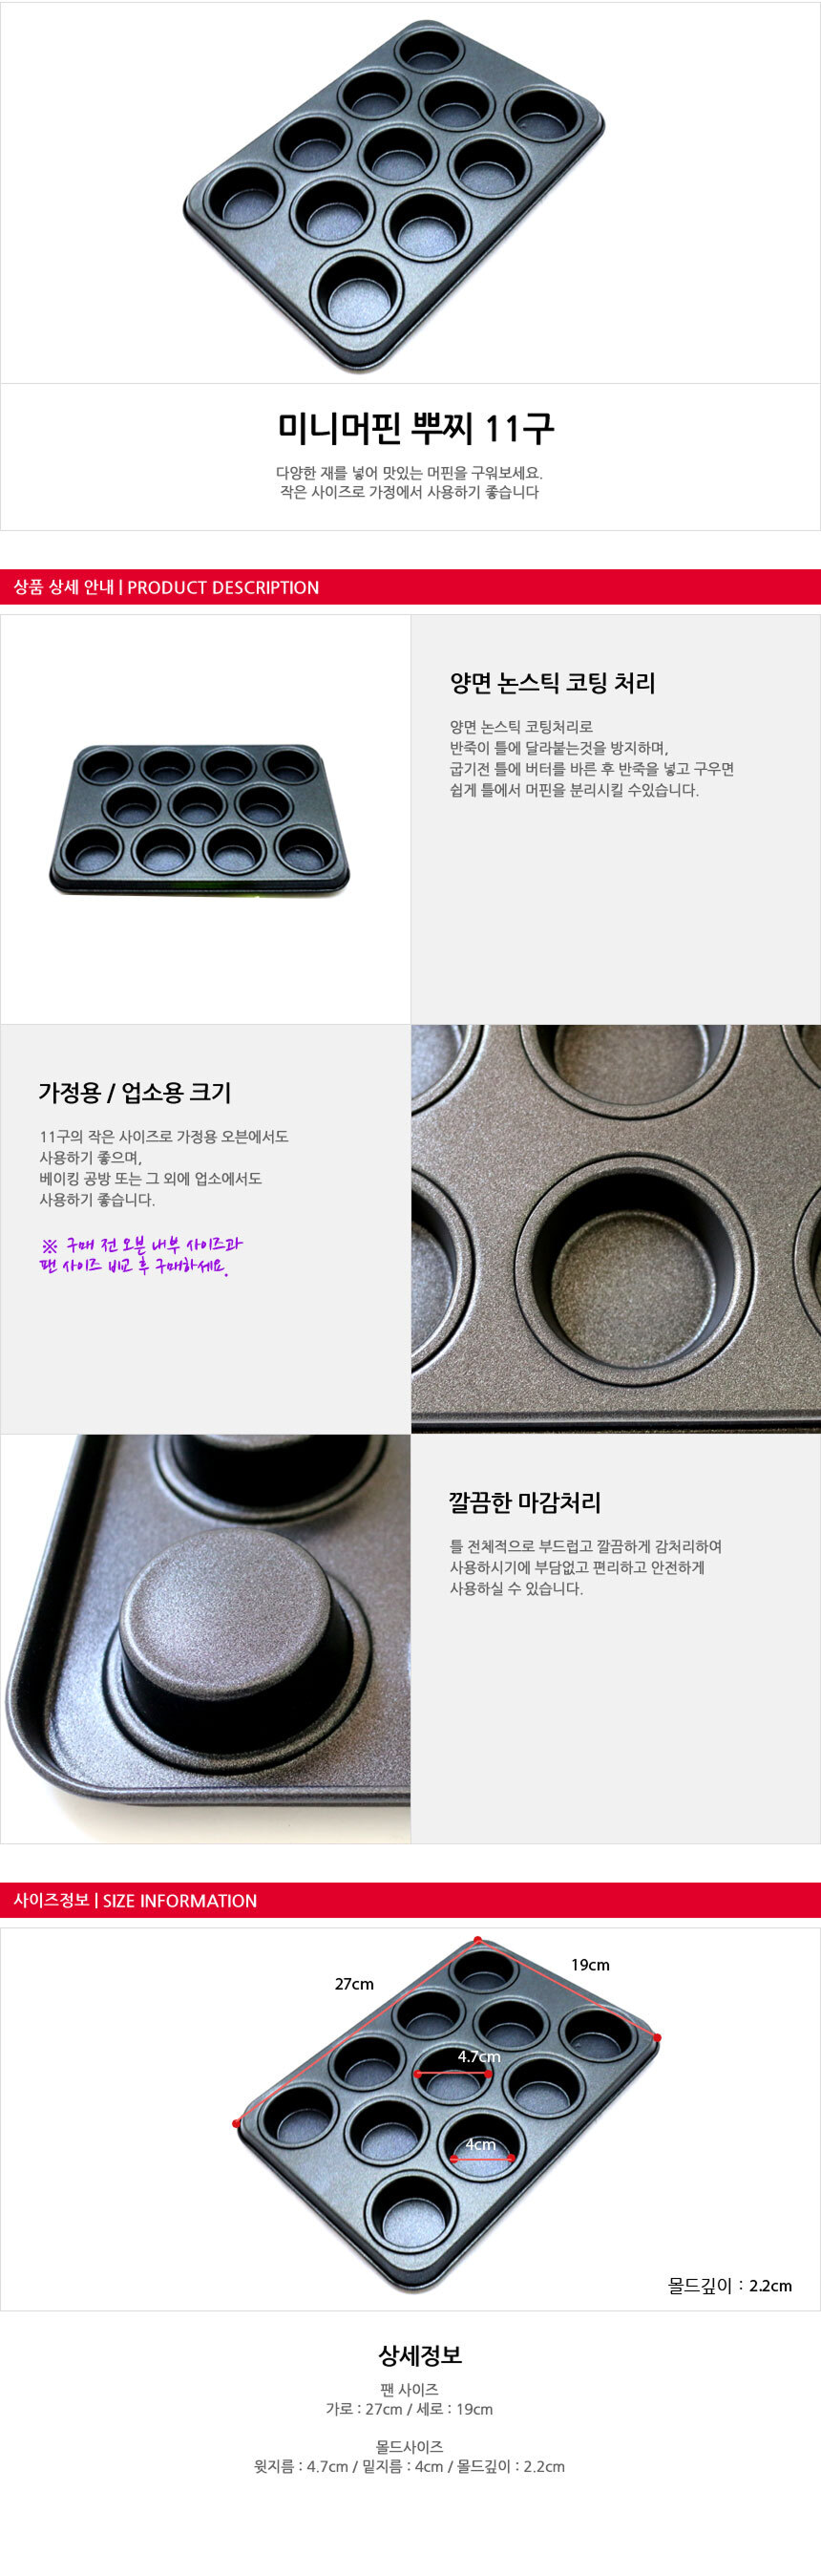 미니머핀 뿌찌 11구
다양한 재를 넣어 맛있는 머핀을 구워보세요.
작은 사이즈로 가정에서 사용하기 좋습니다
상품 상세 안내 | PRODUCT DESCRIPTION
양면 논스틱 코팅 처리
양면 논스틱 코팅처리로
반죽이 틀에 달라붙는것을 방지하며,
굽기전 틀에 버터를 바른 후 반죽을 넣고 구우면
쉽게 틀에서 머핀을 분리시킬 수있습니다.
가정용 / 업소용 크기
11구의 작은 사이즈로 가정용 오븐에서도
사용하기 좋으며,
베이킹 공방 또는 그 외에 업소에서도
사용하기 좋습니다.
※ 구매 전 오븐 내부 사이즈과
팬 사이즈 비교 후 구매하세요.
깔끔한 마감처리
틀 전체적으로 부드럽고 깔끔하게 감처리하여
사용하시기에 부담없고 편리하고 안전하게
사용하실 수 있습니다.
사이즈정보 | SIZE INFORMATION
19cm
27cm
4.7cm
4cm
몰드깊이 : 2.2cm
상세정보
팬 사이즈
가로 : 27cm / 세로 : 19cm
몰드사이즈
윗지름 : 4.7cm / 밑지름 : 4cm / 몰드깊이 : 2.2cm